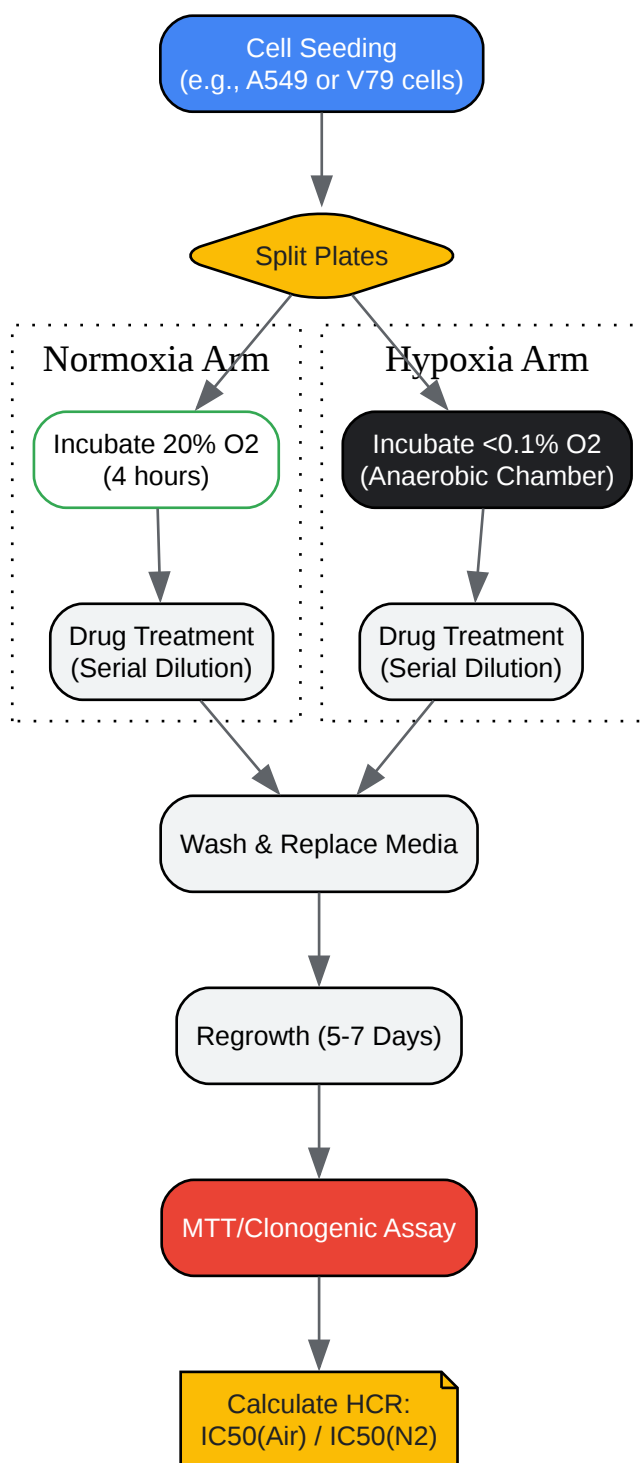 Cell Seeding
(e.g., A549 or V79 cells)
Split Plates
Normoxia Arm
Incubate 20% O2
(4 hours)
Drug Treatment
(Serial Dilution)
Hypoxia Arm
Incubate <0.1% O2
(Anaerobic Chamber)
Drug Treatment
(Serial Dilution)
Wash & Replace Media
Regrowth (5-7 Days)
MTT/Clonogenic Assay
Calculate HCR:
IC50(Air) / IC50(N2)